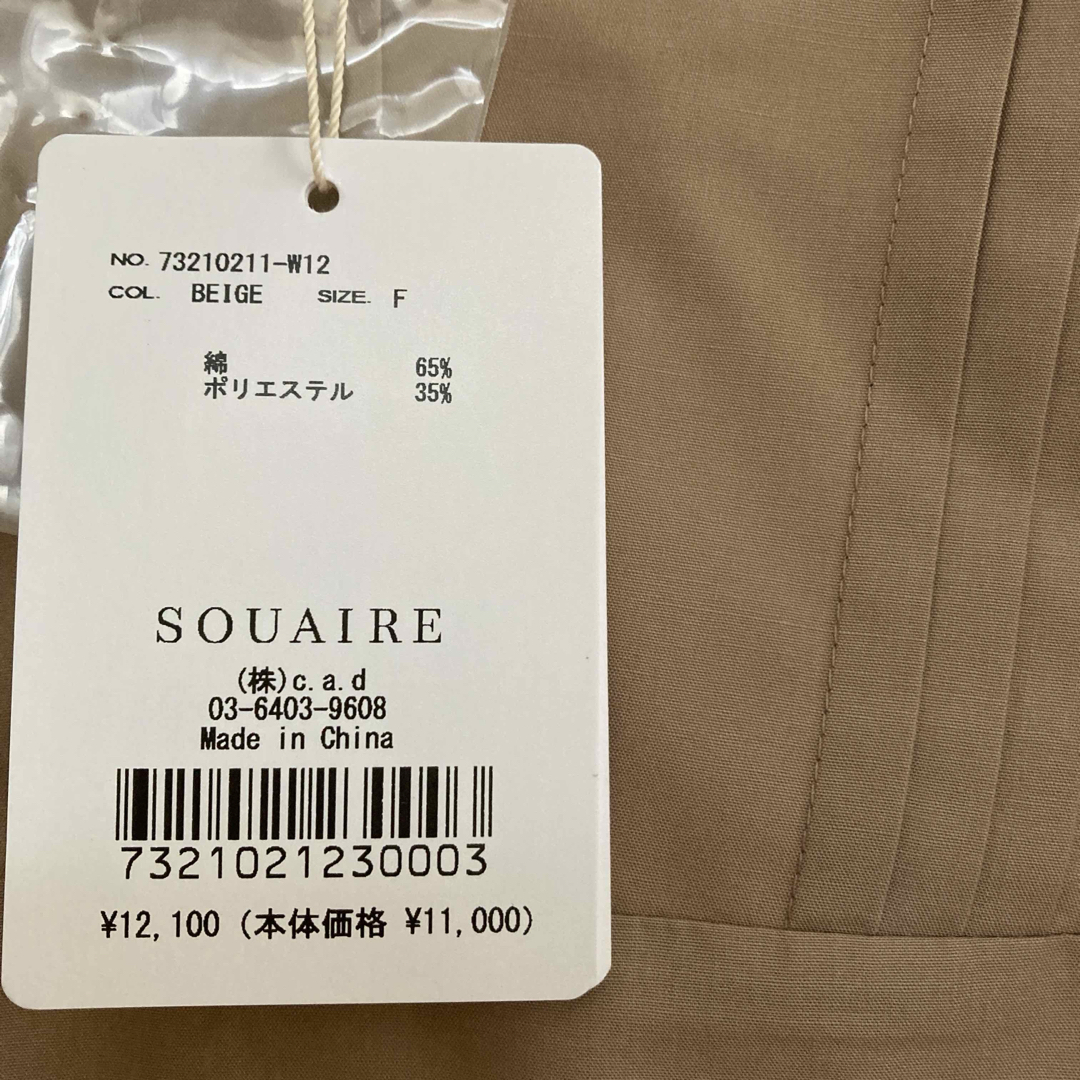 NO. 73210211-W12
COL. BEIGE SIZE. F
綿 65%
ポリエステル 35%
SOUAIRE
(株)c.a.d
03-6403-9608
Made in China
7321021230003
¥12,100 (本体価格 ¥11,000)